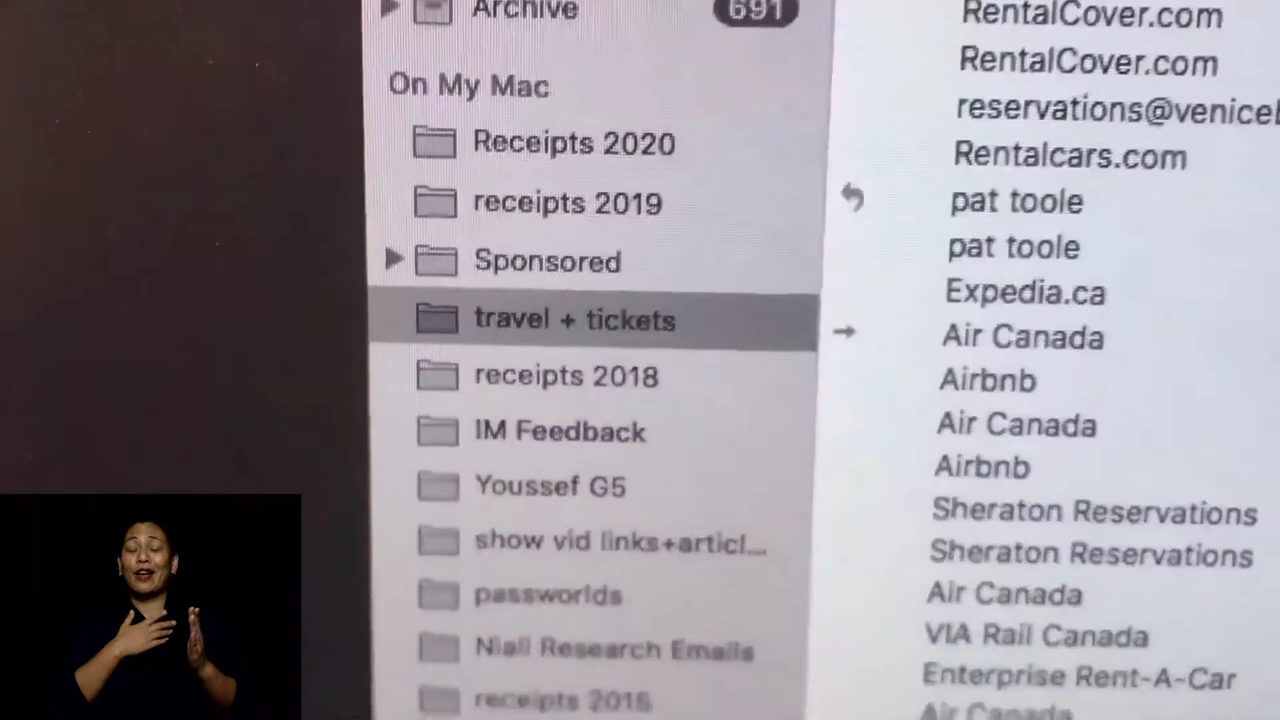 Archive 691
On My Mac
Receipts 2020
receipts 2019
Sponsored
travel + tickets
receipts 2018
IM Feedback
Youssef G5
show vid links+articl...
passworlds
Niall Research Emails
receipts 2015
RentalCover.com
RentalCover.com
reservations@venice
Rentalcars.com
pat toole
pat toole
Expedia.ca
Air Canada
Airbnb
Air Canada
Airbnb
Sheraton Reservations
Sheraton Reservations
Air Canada
VIA Rail Canada
Enterprise Rent-A-Car
Air Canada